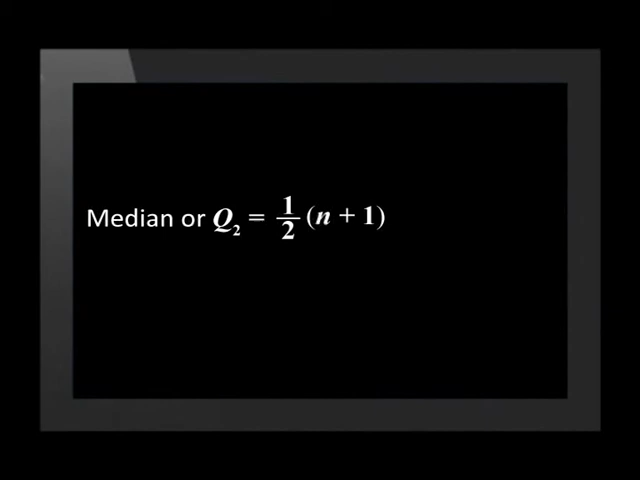 Median or Q₂ = 1/2 (n + 1)